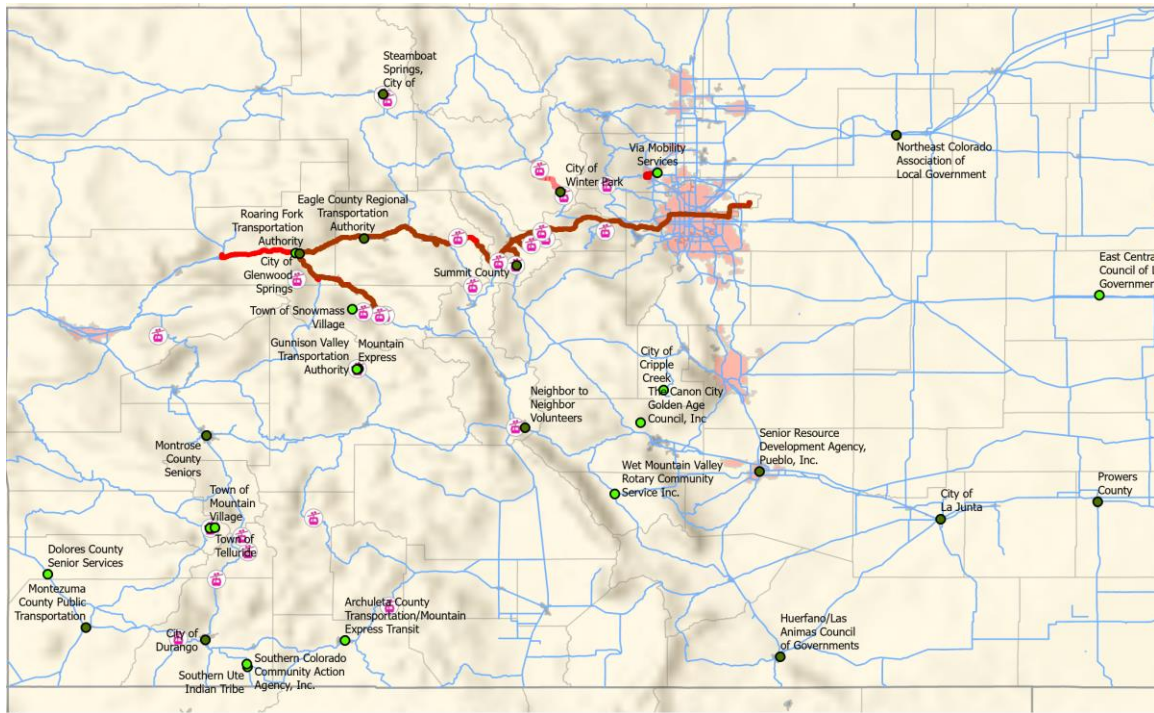 Steamboat
Springs,
City of
Northeast Colorado
Association of
Local Government
Via Mobility
Services
City of
Winter Park
Eagle County Regional
Transportation
Authority
Roaring Fork
Transportation
Authority
City of
Glenwood
Springs
Summit County
East Centra
Council of L
Government
Town of Snowmass
Village
Gunnison Valley
Transportation
Authority
Mountain
Express
City of
Cripple
Creek
The Canon City
Golden Age
Council, Inc
Neighbor to
Neighbor
Volunteers
Montrose
County
Seniors
Senior Resource
Development Agency,
Pueblo, Inc.
Wet Mountain Valley
Rotary Community
Service Inc.
Prowers
County
City of
La Junta
Town of
Mountain
Village
Town of
Telluride
Dolores County
Senior Services
Montezuma
County Public
Transportation
Archuleta County
Transportation/Mountain
Express Transit
City of
Durango
Huerfano/Las
Animas Council
of Governments
Southern Colorado
Community Action
Agency, Inc.
Southern Ute
Indian Tribe